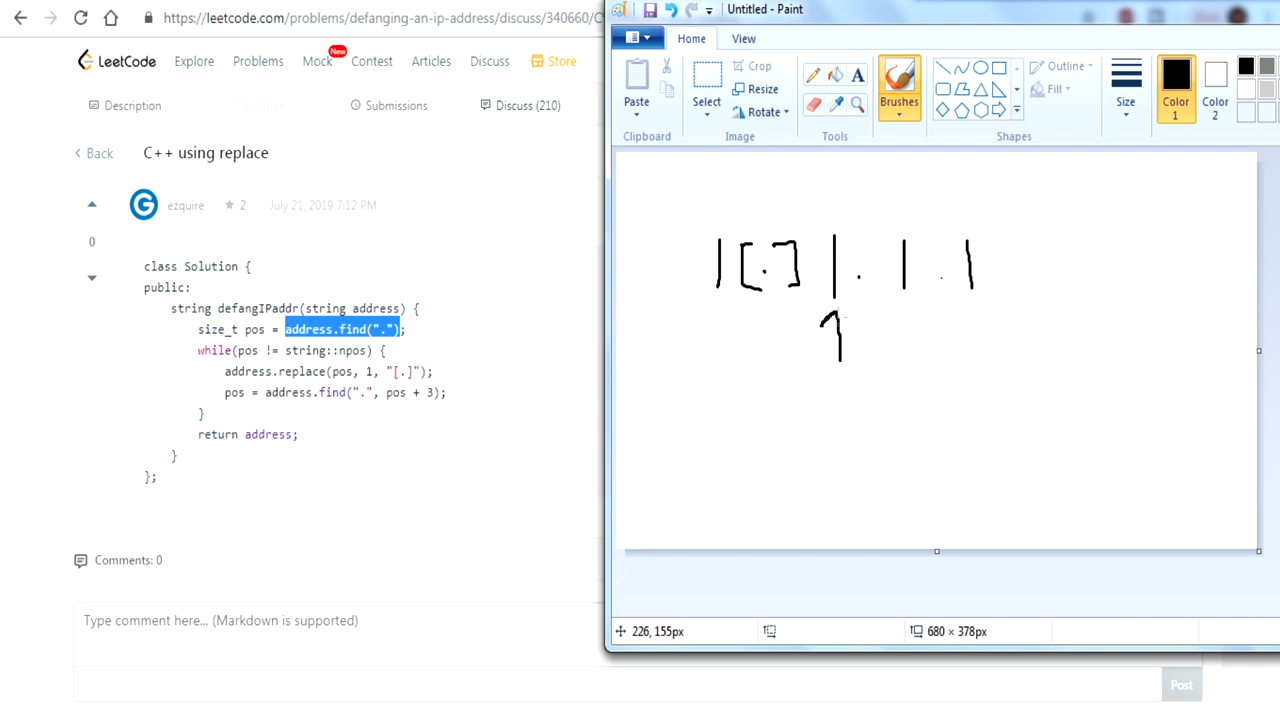 https://leetcode.com/problems/defanging-an-ip-address/discuss/340660/C
LeetCode
Explore
Problems
Mock
New
Contest
Articles
Discuss
Store
Description
Solution
Submissions
Discuss (210)
Back
C++ using replace
ezquire
2
July 21, 2019 7:12 PM
0
class Solution {
public:
string defangIPaddr(string address) {
size_t pos = address.find(".");
while(pos != string::npos) {
address.replace(pos, 1, "[.]");
pos = address.find(".", pos + 3);
}
return address;
}
};
Comments: 0
Type comment here... (Markdown is supported)
Post
Untitled - Paint
Home
View
Paste
Clipboard
Select
Crop
Resize
Rotate
Image
A
Tools
Brushes
Shapes
Outline
Fill
Size
Color 1
Color 2
1[.]1.1.1
226, 155px
680 × 378px